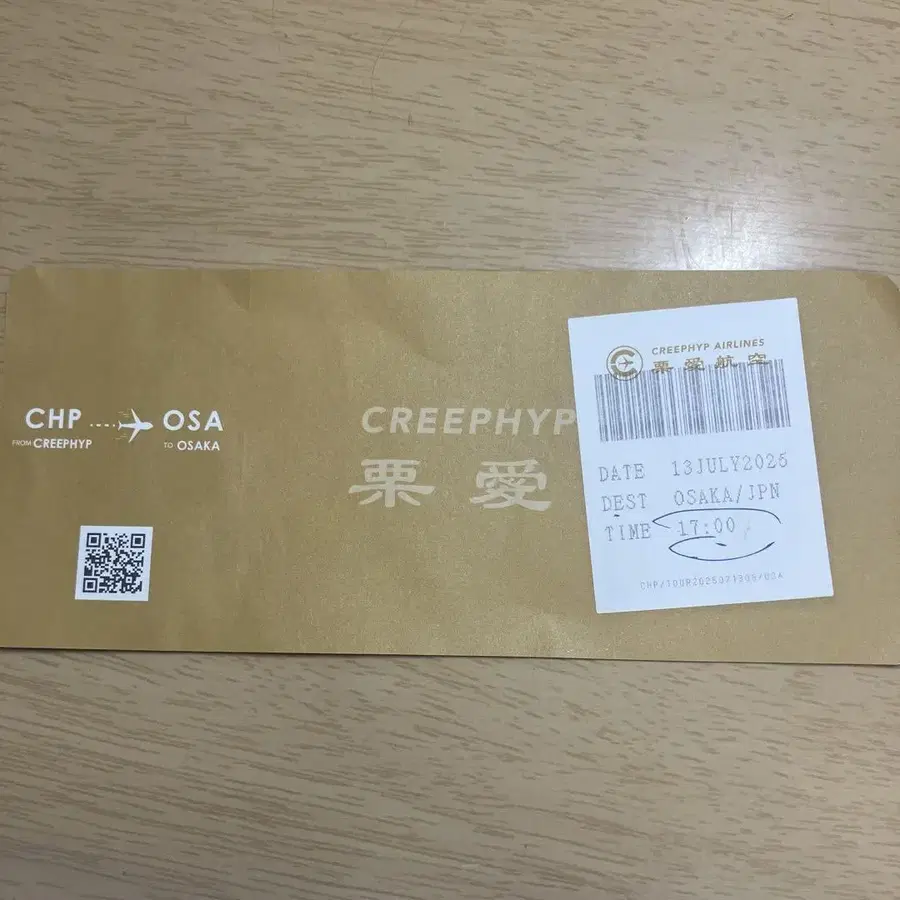 CHP
OSA
FROM CREEPHYP
TO OSAKA
CREEPHYP
栗愛
CREEPHYP AIRLINES
栗愛航空
DATE 13JULY2025
DEST OSAKA/JPN
TIME 17:00